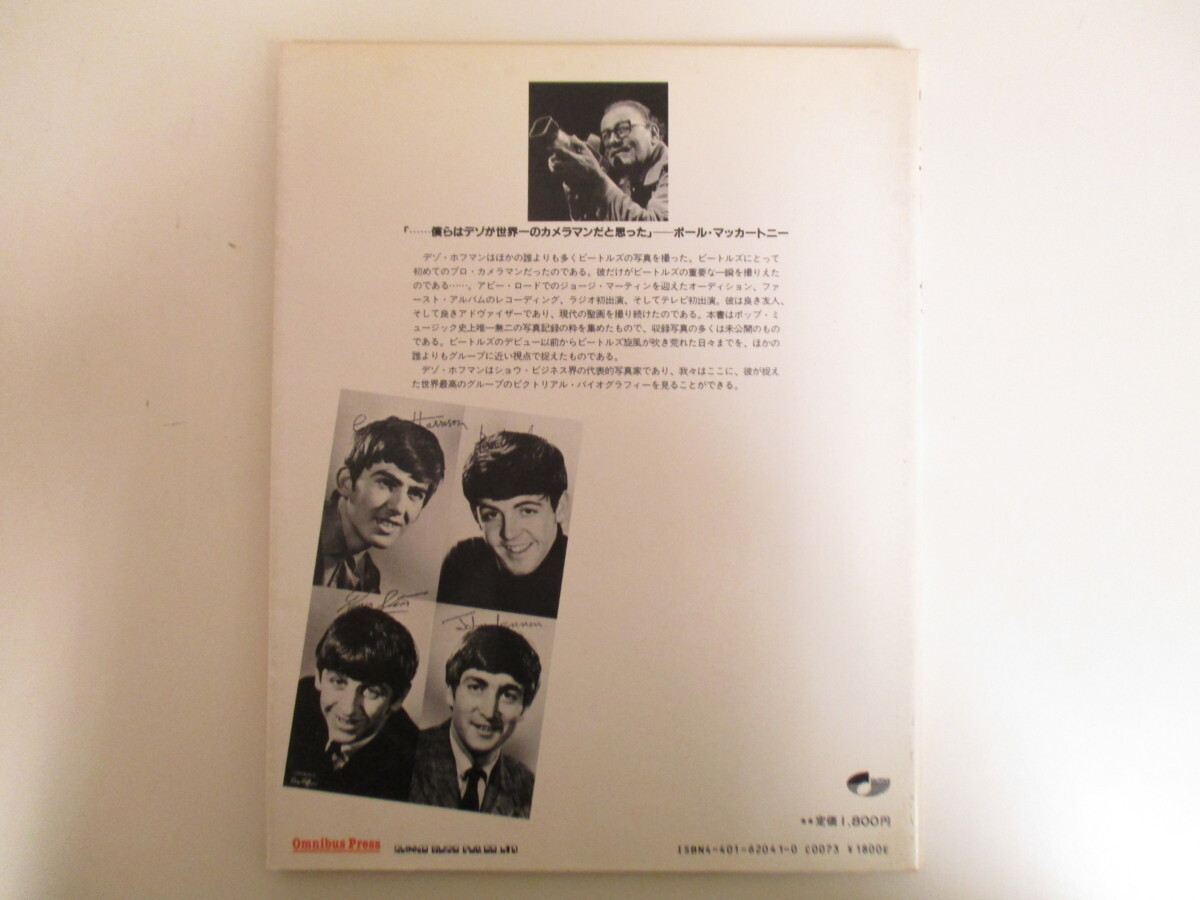 「……僕らはデゾが世界一のカメラマンだと思った」──ポール・マッカートニー
デゾ・ホフマンはほかの誰よりも多くビートルズの写真を撮った。ビートルズにとって
初めてのプロ・カメラマンだったのである。彼だけがビートルズの重要な一瞬を撮りえた
のである……。アビー・ロードでのジョージ・マーティンを迎えたオーディション、ファ
ースト・アルバムのレコーディング、ラジオ初出演、そしてテレビ初出演。彼は良き友人、
そして良きアドヴァイザーであり、現代の聖画を撮り続けたのである。本書はポップ・ミ
ュージック史上唯一無二の写真記録の粋を集めたもので、収録写真の多くは未公開のもの
である。ビートルズのデビュー以前からビートルズ旋風が吹き荒れた日々までを、ほかの
誰よりもグループに近い視点で捉えたものである。
デゾ・ホフマンはショウ・ビジネス界の代表的写真家であり、我々はここに、彼が捉え
た世界最高のグループのピクトリアル・バイオグラフィーを見ることができる。
George Harrison
John Lennon
**定価1,800円
Omnibus Press
ISBN4-401-62041-0 C0073 ¥1800E